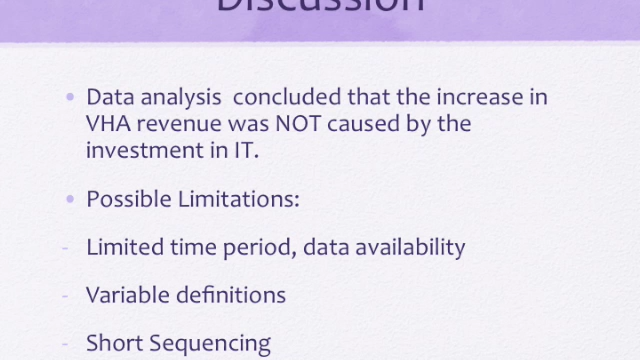 Discussion
• Data analysis  concluded that the increase in
VHA revenue was NOT caused by the
investment in IT.
• Possible Limitations:
- Limited time period, data availability
- Variable definitions
- Short Sequencing